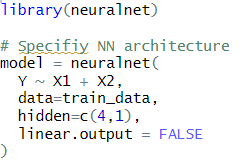 library(neuralnet)
# Specifiy NN architecture
model = neuralnet(
Y ~ X1 + X2,
data=train_data,
hidden=c(4,1),
linear.output = FALSE
)